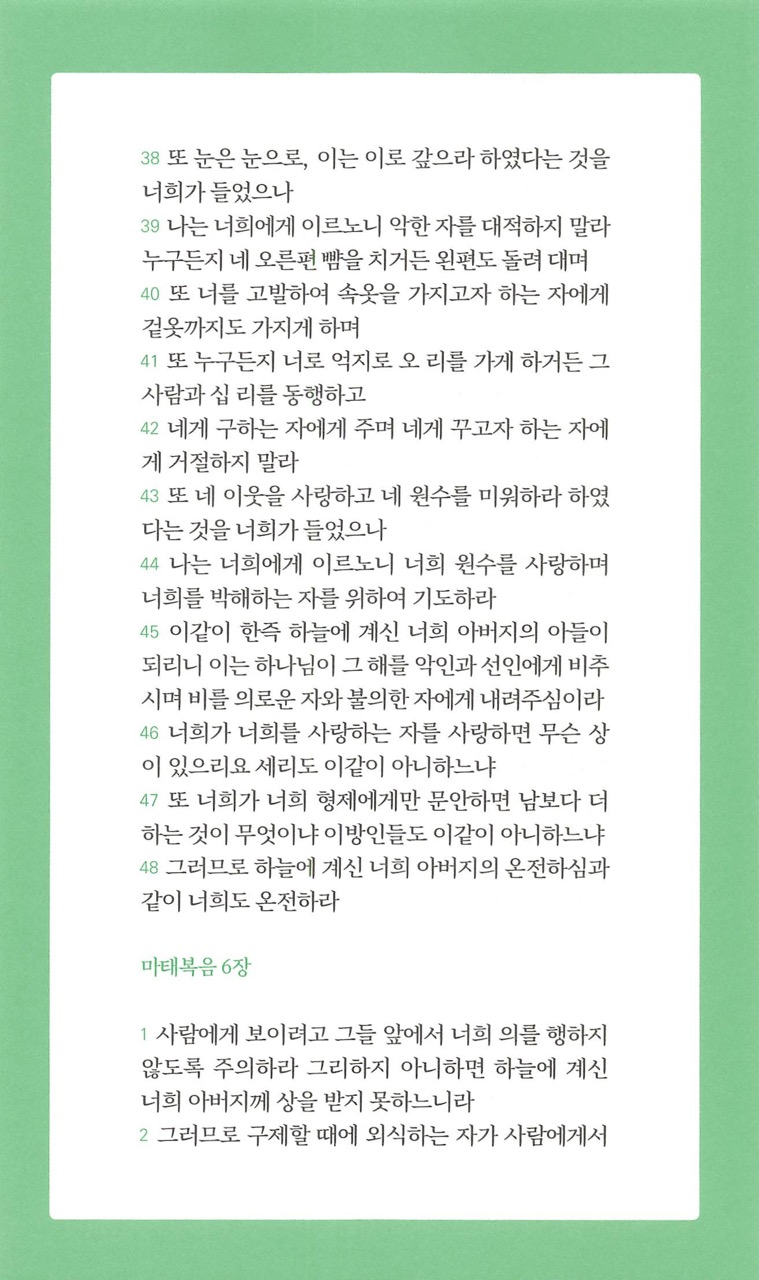 38 또 눈은 눈으로, 이는 이로 갚으라 하였다는 것을
너희가 들었으나
39 나는 너희에게 이르노니 악한 자를 대적하지 말라
누구든지 네 오른편 뺨을 치거든 왼편도 돌려 대며
40 또 너를 고발하여 속옷을 가지고자 하는 자에게
겉옷까지도 가지게 하며
41 또 누구든지 너로 억지로 오 리를 가게 하거든 그
사람과 십 리를 동행하고
42 네게 구하는 자에게 주며 네게 꾸고자 하는 자에
게 거절하지 말라
43 또 네 이웃을 사랑하고 네 원수를 미워하라 하였
다는 것을 너희가 들었으나
44 나는 너희에게 이르노니 너희 원수를 사랑하며
너희를 박해하는 자를 위하여 기도하라
45 이같이 한즉 하늘에 계신 너희 아버지의 아들이
되리니 이는 하나님이 그 해를 악인과 선인에게 비추
시며 비를 의로운 자와 불의한 자에게 내려주심이라
46 너희가 너희를 사랑하는 자를 사랑하면 무슨 상
이 있으리요 세리도 이같이 아니하느냐
47 또 너희가 너희 형제에게만 문안하면 남보다 더
하는 것이 무엇이냐 이방인들도 이같이 아니하느냐
48 그러므로 하늘에 계신 너희 아버지의 온전하심과
같이 너희도 온전하라
마태복음 6장
1 사람에게 보이려고 그들 앞에서 너희 의를 행하지
않도록 주의하라 그리하지 아니하면 하늘에 계신
너희 아버지께 상을 받지 못하느니라
2 그러므로 구제할 때에 외식하는 자가 사람에게서